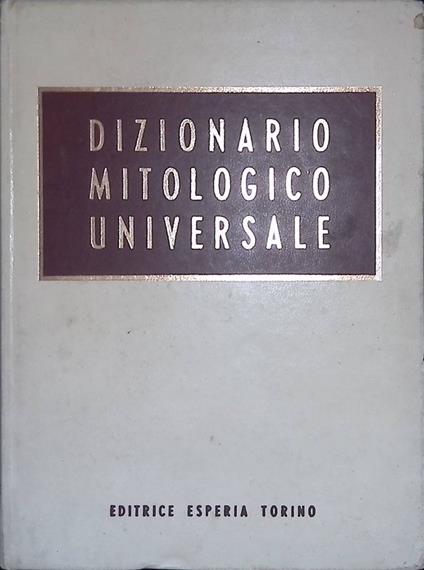 DIZIONARIO
MITOLOGICO
UNIVERSALE
EDITRICE ESPERIA TORINO